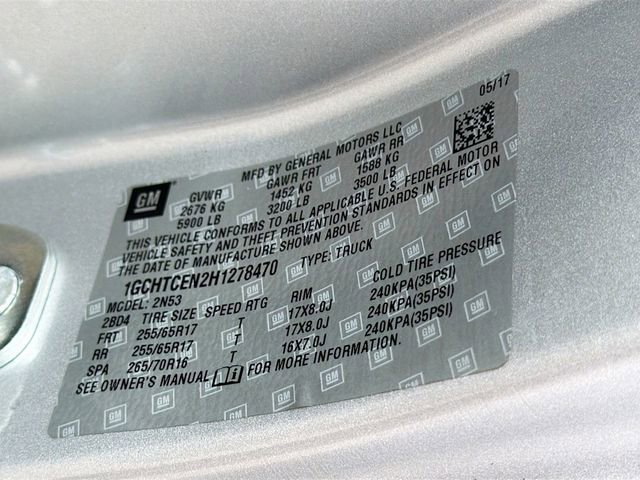 05/17
GM
MFD BY GENERAL MOTORS LLC
GVWR GAWR FRT GAWR RR
2676 KG 1452 KG 1588 KG
5900 LB 3200 LB 3500 LB
THIS VEHICLE CONFORMS TO ALL APPLICABLE U.S. FEDERAL MOTOR
VEHICLE SAFETY AND THEFT PREVENTION STANDARDS IN EFFECT ON
THE DATE OF MANUFACTURE SHOWN ABOVE.
1GCHTCEN2H1278470 TYPE: TRUCK
MODEL: 2N53
2BD4 TIRE SIZE SPEED RTG RIM COLD TIRE PRESSURE
FRT 255/65R17 T 17X8.0J 240KPA(35PSI)
RR 255/65R17 T 17X8.0J 240KPA(35PSI)
SPA 265/70R16 T 16X7.0J 240KPA(35PSI)
SEE OWNER'S MANUAL FOR MORE INFORMATION.